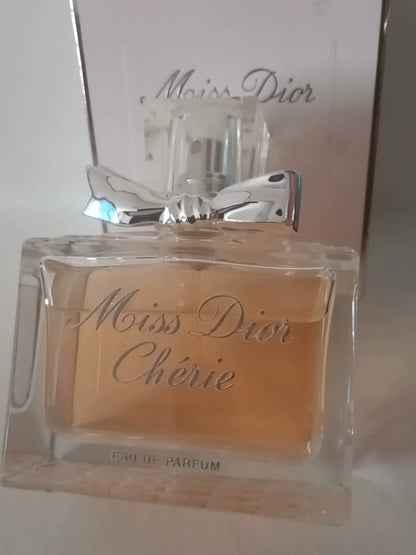 Miss Dior
Miss Dior
Chérie
EAU DE PARFUM